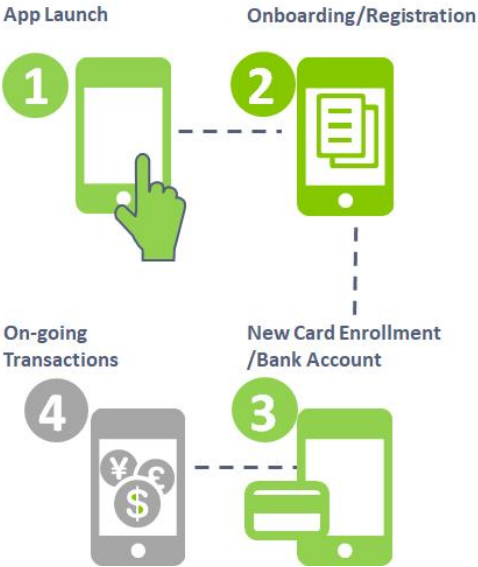 App Launch
Onboarding/Registration
1
2
On-going
Transactions
New Card Enrollment
/Bank Account
4
3
¥
£
$